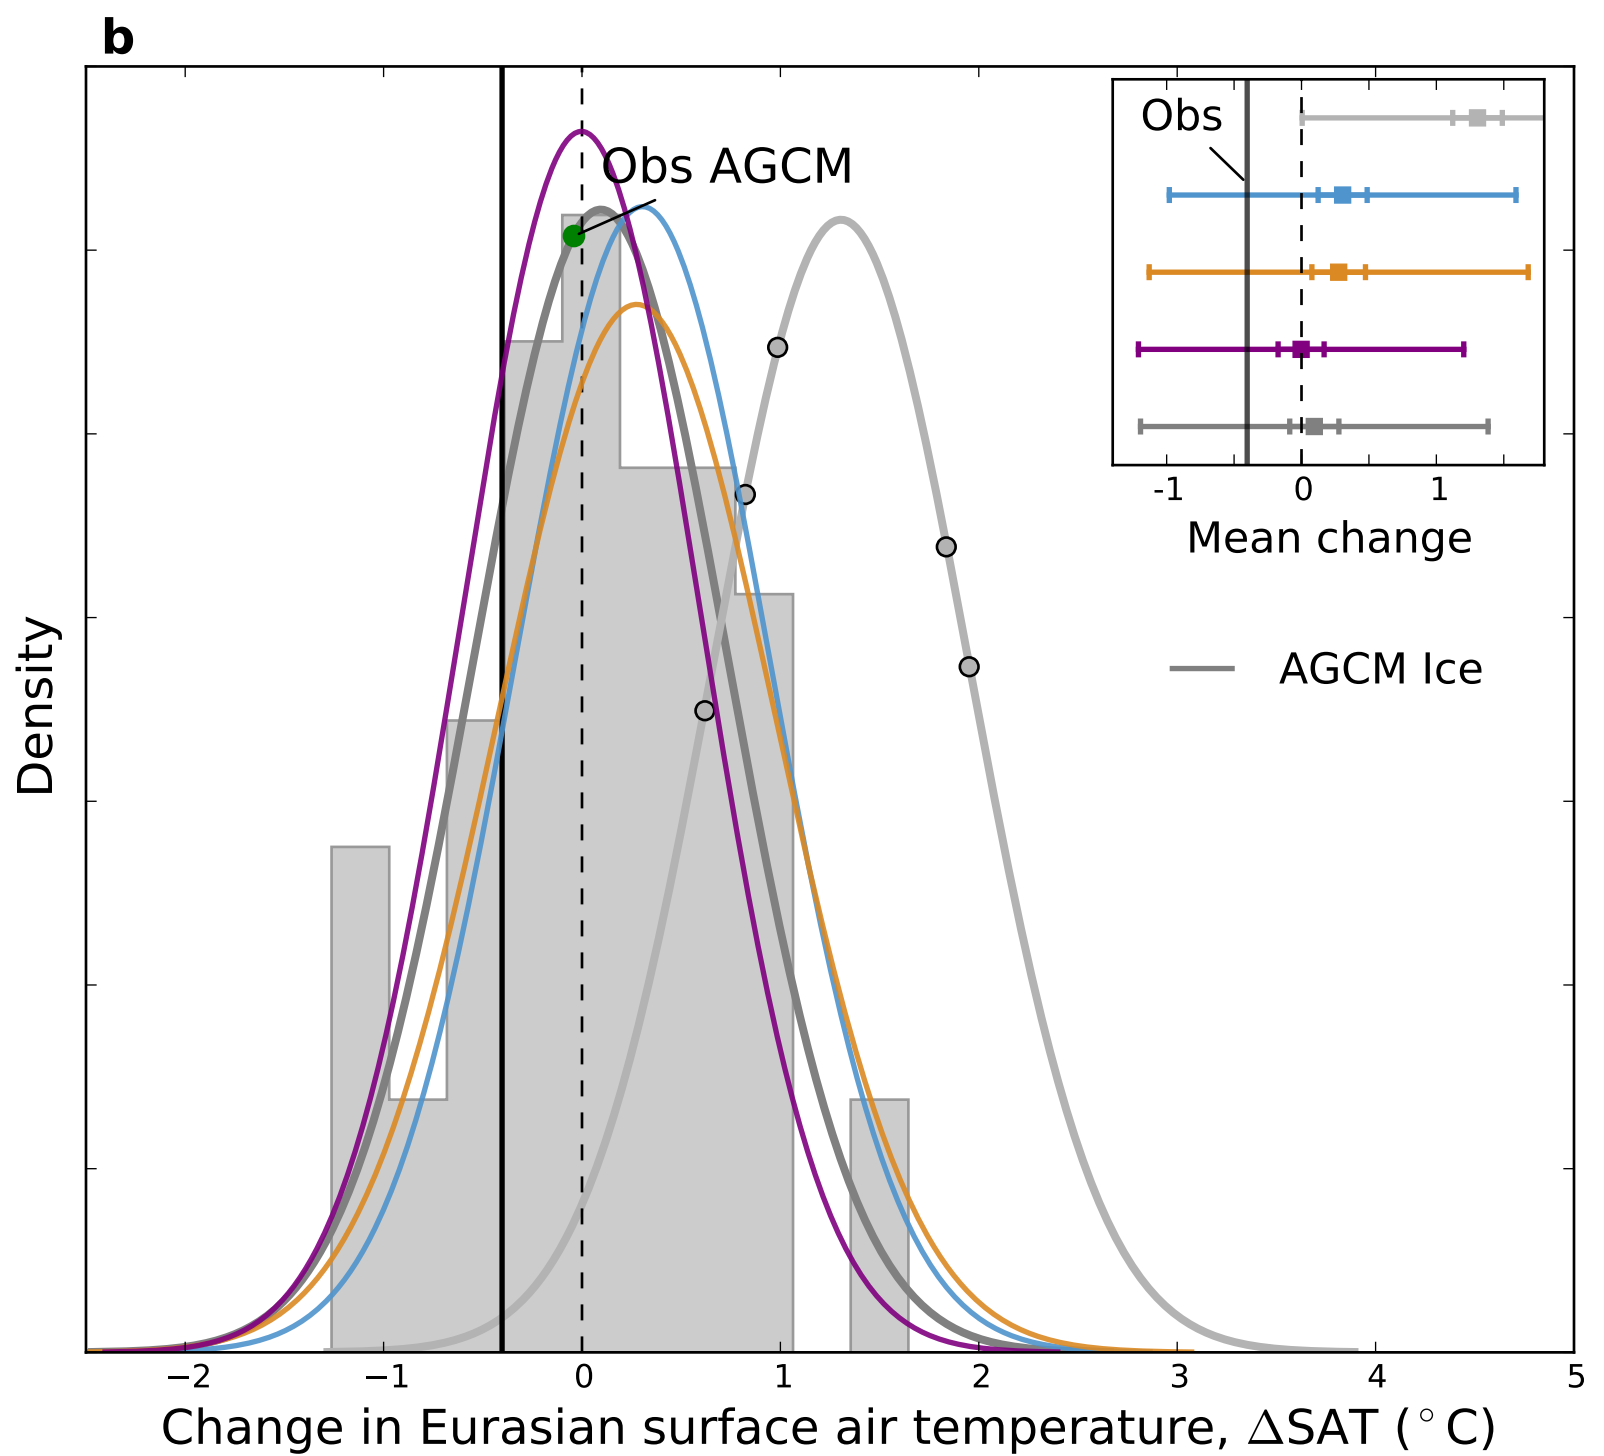 b
Obs AGCM
Obs
-1 0 1
Mean change
AGCM Ice
Density
−2 −1 0 1 2 3 4 5
Change in Eurasian surface air temperature, ΔSAT (°C)